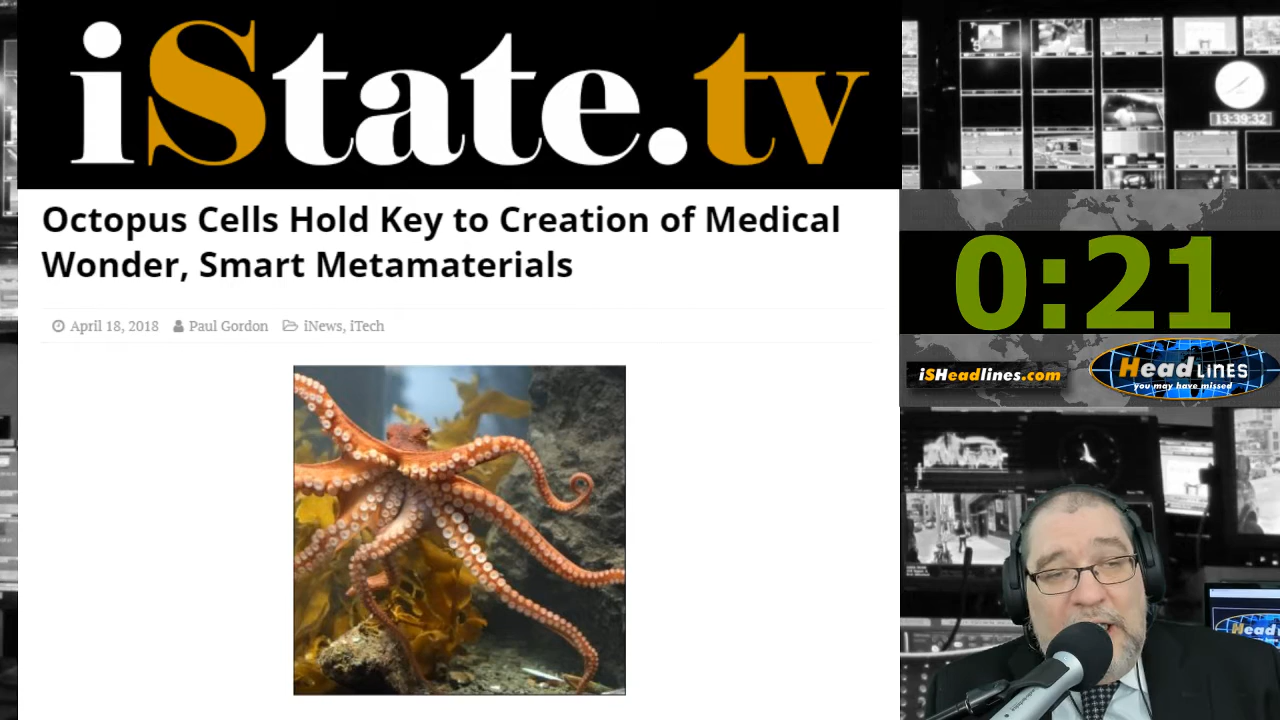 iState.tv
13:39:32
Octopus Cells Hold Key to Creation of Medical
Wonder, Smart Metamaterials
April 18, 2018 Paul Gordon iNews, iTech
0:21
iSHeadlines.com
HeadLINES
you may have missed